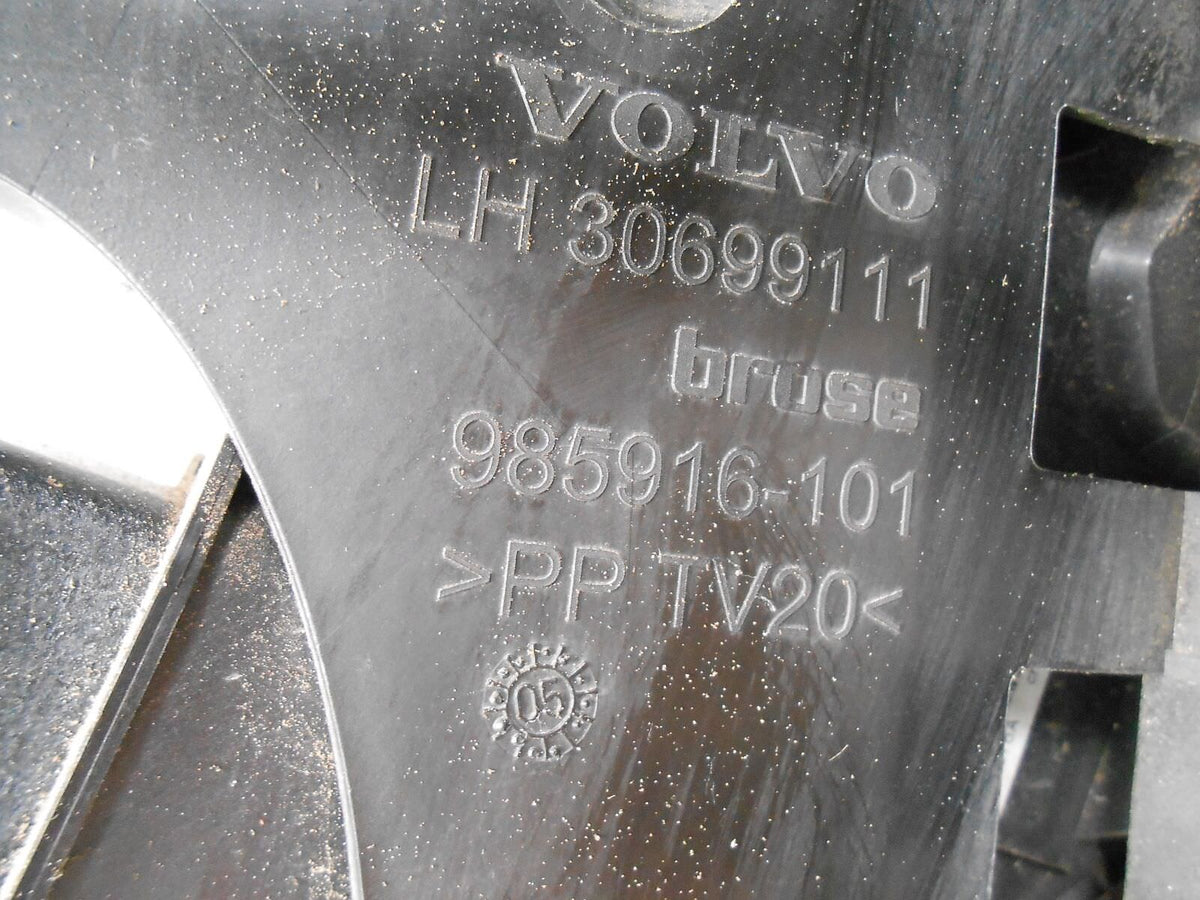 VOLVO
LH 30699111
brose
985916-101
>PP TV20<
05